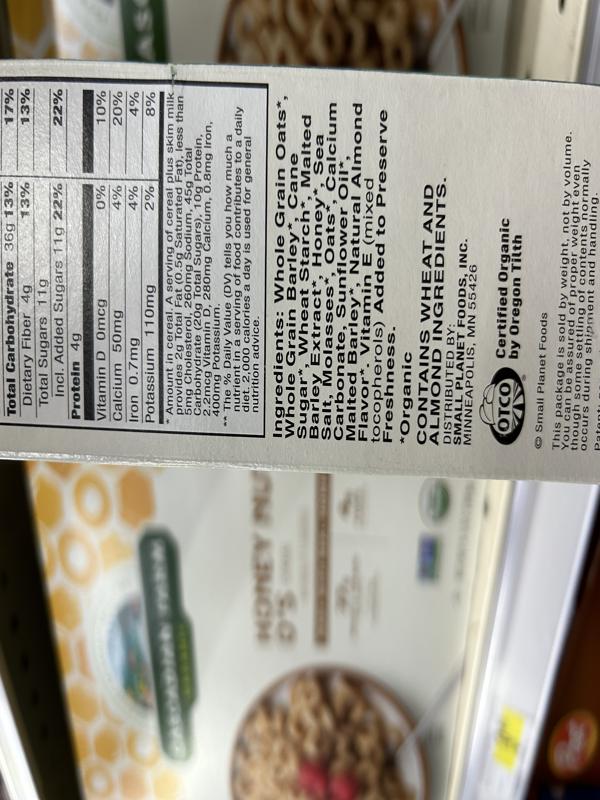 Total Carbohydrate 36g 13% 17%
Dietary Fiber 4g 13% 13%
Total Sugars 11g
Incl. Added Sugars 11g 22% 22%
Protein 4g
Vitamin D 0mcg 0% 10%
Calcium 50mg 4% 20%
Iron 0.7mg 4% 4%
Potassium 110mg 2% 8%
* Amount in cereal. A serving of cereal plus skim milk
provides 2g Total Fat (0.5g Saturated Fat), less than
5mg Cholesterol, 260mg Sodium, 45g Total
Carbohydrate (20g Total Sugars), 10g Protein,
2.2mcg Vitamin D, 280mg Calcium, 0.8mg Iron,
400mg Potassium.
** The % Daily Value (DV) tells you how much a
nutrient in a serving of food contributes to a daily
diet. 2,000 calories a day is used for general
nutrition advice.
Ingredients: Whole Grain Oats*,
Whole Grain Barley*, Cane
Sugar*, Wheat Starch*, Malted
Barley Extract*, Honey*, Sea
Salt, Molasses*, Oats*, Calcium
Carbonate, Sunflower Oil*,
Malted Barley*, Natural Almond
Flavor*. Vitamin E (mixed
tocopherols) Added to Preserve
Freshness.
*Organic
CONTAINS WHEAT AND
ALMOND INGREDIENTS.
DISTRIBUTED BY:
SMALL PLANET FOODS, INC.
MINNEAPOLIS, MN 55426
OTCO
Certified Organic
by Oregon Tilth
© Small Planet Foods
This package is sold by weight, not by volume.
You can be assured of proper weight even
though some settling of contents normally
occurs during shipment and handling.
CASCADIAN FARM
HONEY NU
O'S